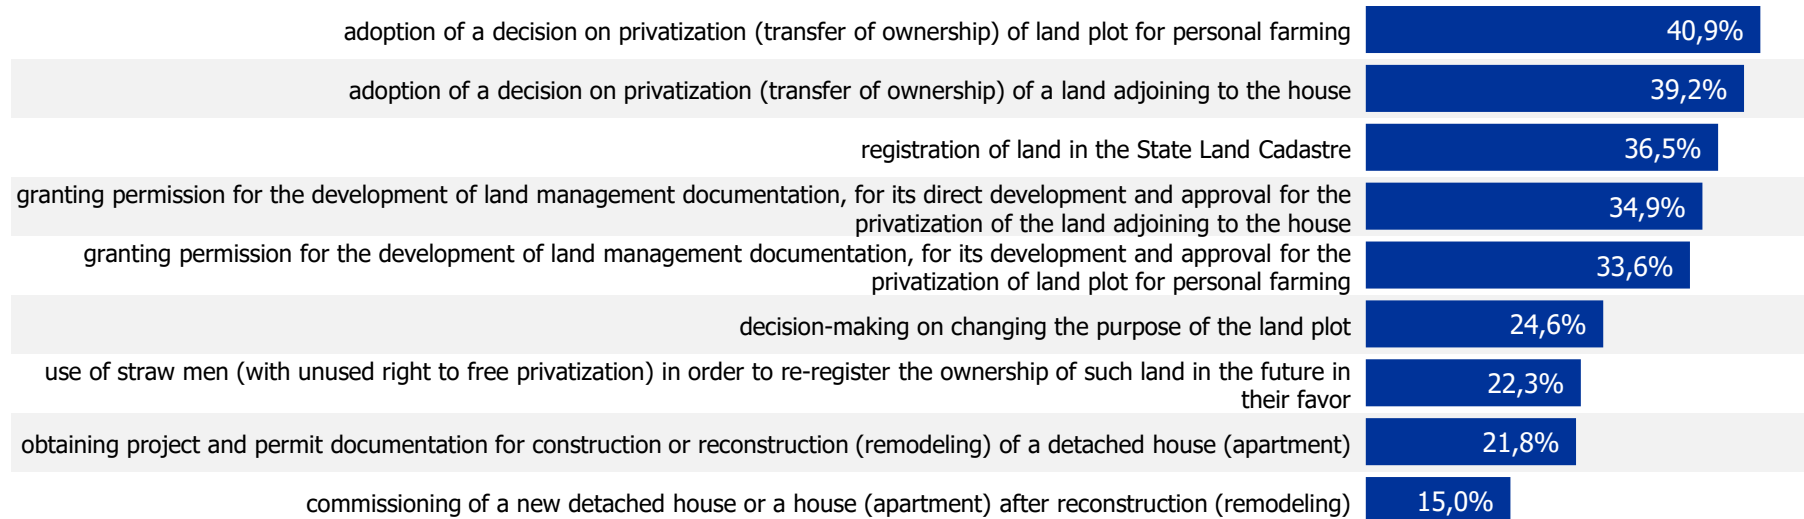 adoption of a decision on privatization (transfer of ownership) of land plot for personal farming 40,9%
adoption of a decision on privatization (transfer of ownership) of a land adjoining to the house 39,2%
registration of land in the State Land Cadastre 36,5%
granting permission for the development of land management documentation, for its direct development and approval for the
privatization of the land adjoining to the house 34,9%
granting permission for the development of land management documentation, for its development and approval for the
privatization of land plot for personal farming 33,6%
decision-making on changing the purpose of the land plot 24,6%
use of straw men (with unused right to free privatization) in order to re-register the ownership of such land in the future in
their favor 22,3%
obtaining project and permit documentation for construction or reconstruction (remodeling) of a detached house (apartment) 21,8%
commissioning of a new detached house or a house (apartment) after reconstruction (remodeling) 15,0%